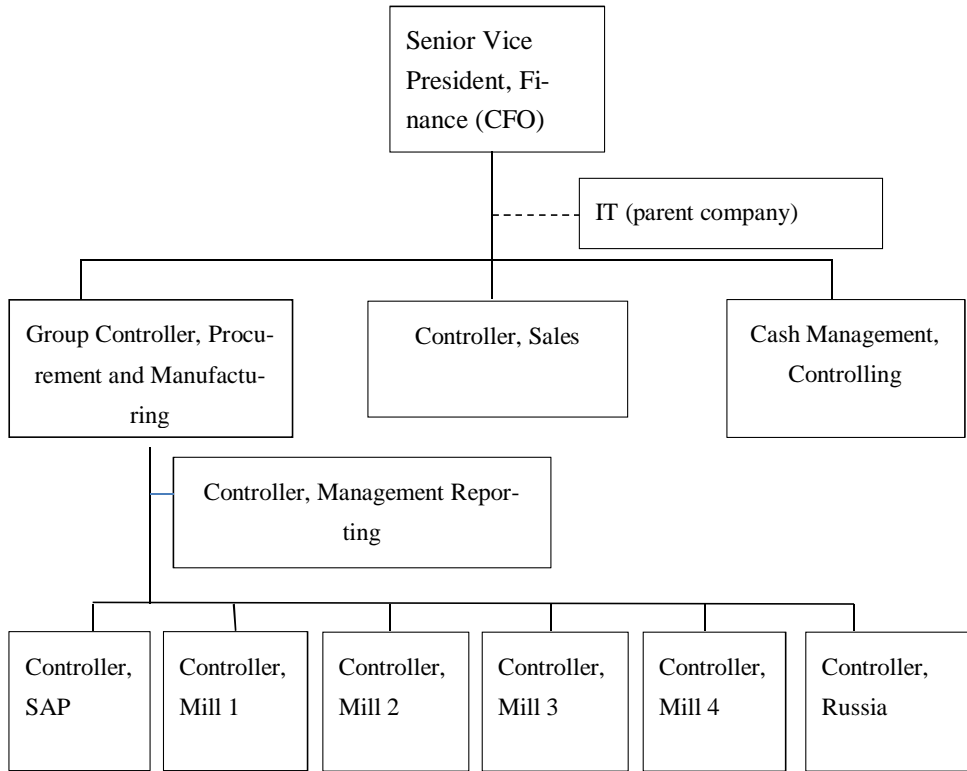 Senior Vice
President, Fi-
nance (CFO)
IT (parent company)
Group Controller, Procu-
rement and Manufactu-
ring
Controller, Sales
Cash Management,
Controlling
Controller, Management Repor-
ting
Controller,
SAP
Controller,
Mill 1
Controller,
Mill 2
Controller,
Mill 3
Controller,
Mill 4
Controller,
Russia